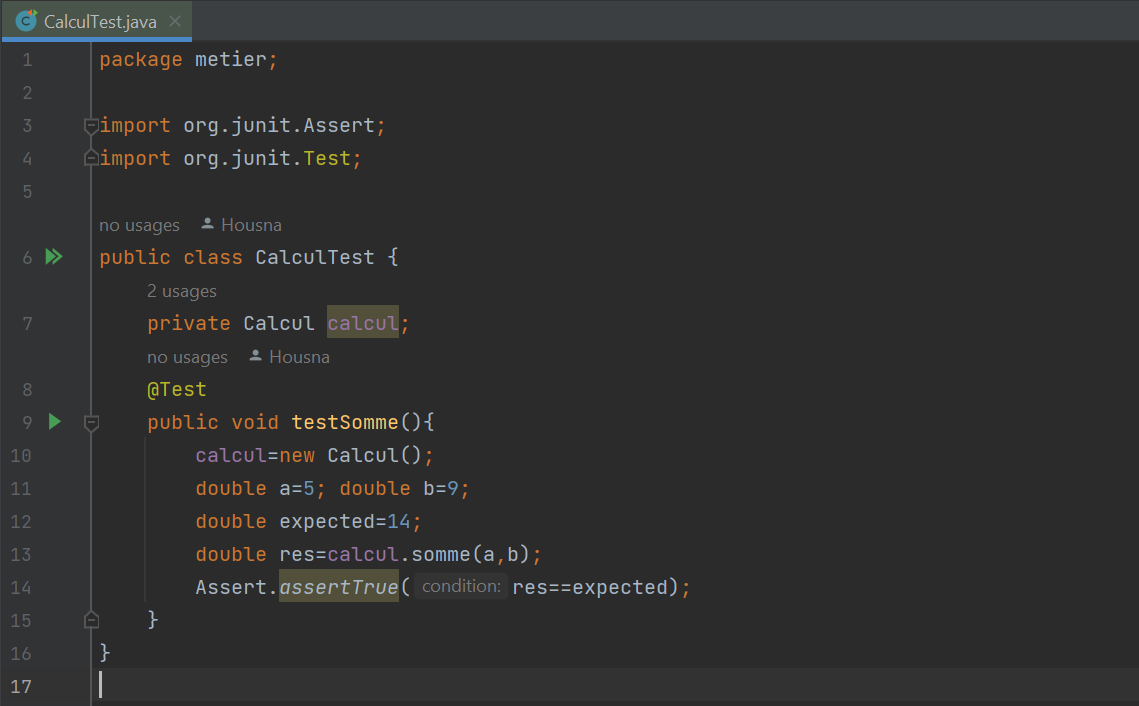 CalculTest.java
1 package metier;
2
3 import org.junit.Assert;
4 import org.junit.Test;
5
no usages Housna
6 public class CalculTest {
2 usages
7 private Calcul calcul;
no usages Housna
8 @Test
9 public void testSomme(){
10 calcul=new Calcul();
11 double a=5; double b=9;
12 double expected=14;
13 double res=calcul.somme(a,b);
14 Assert.assertTrue( condition: res==expected);
15 }
16 }
17